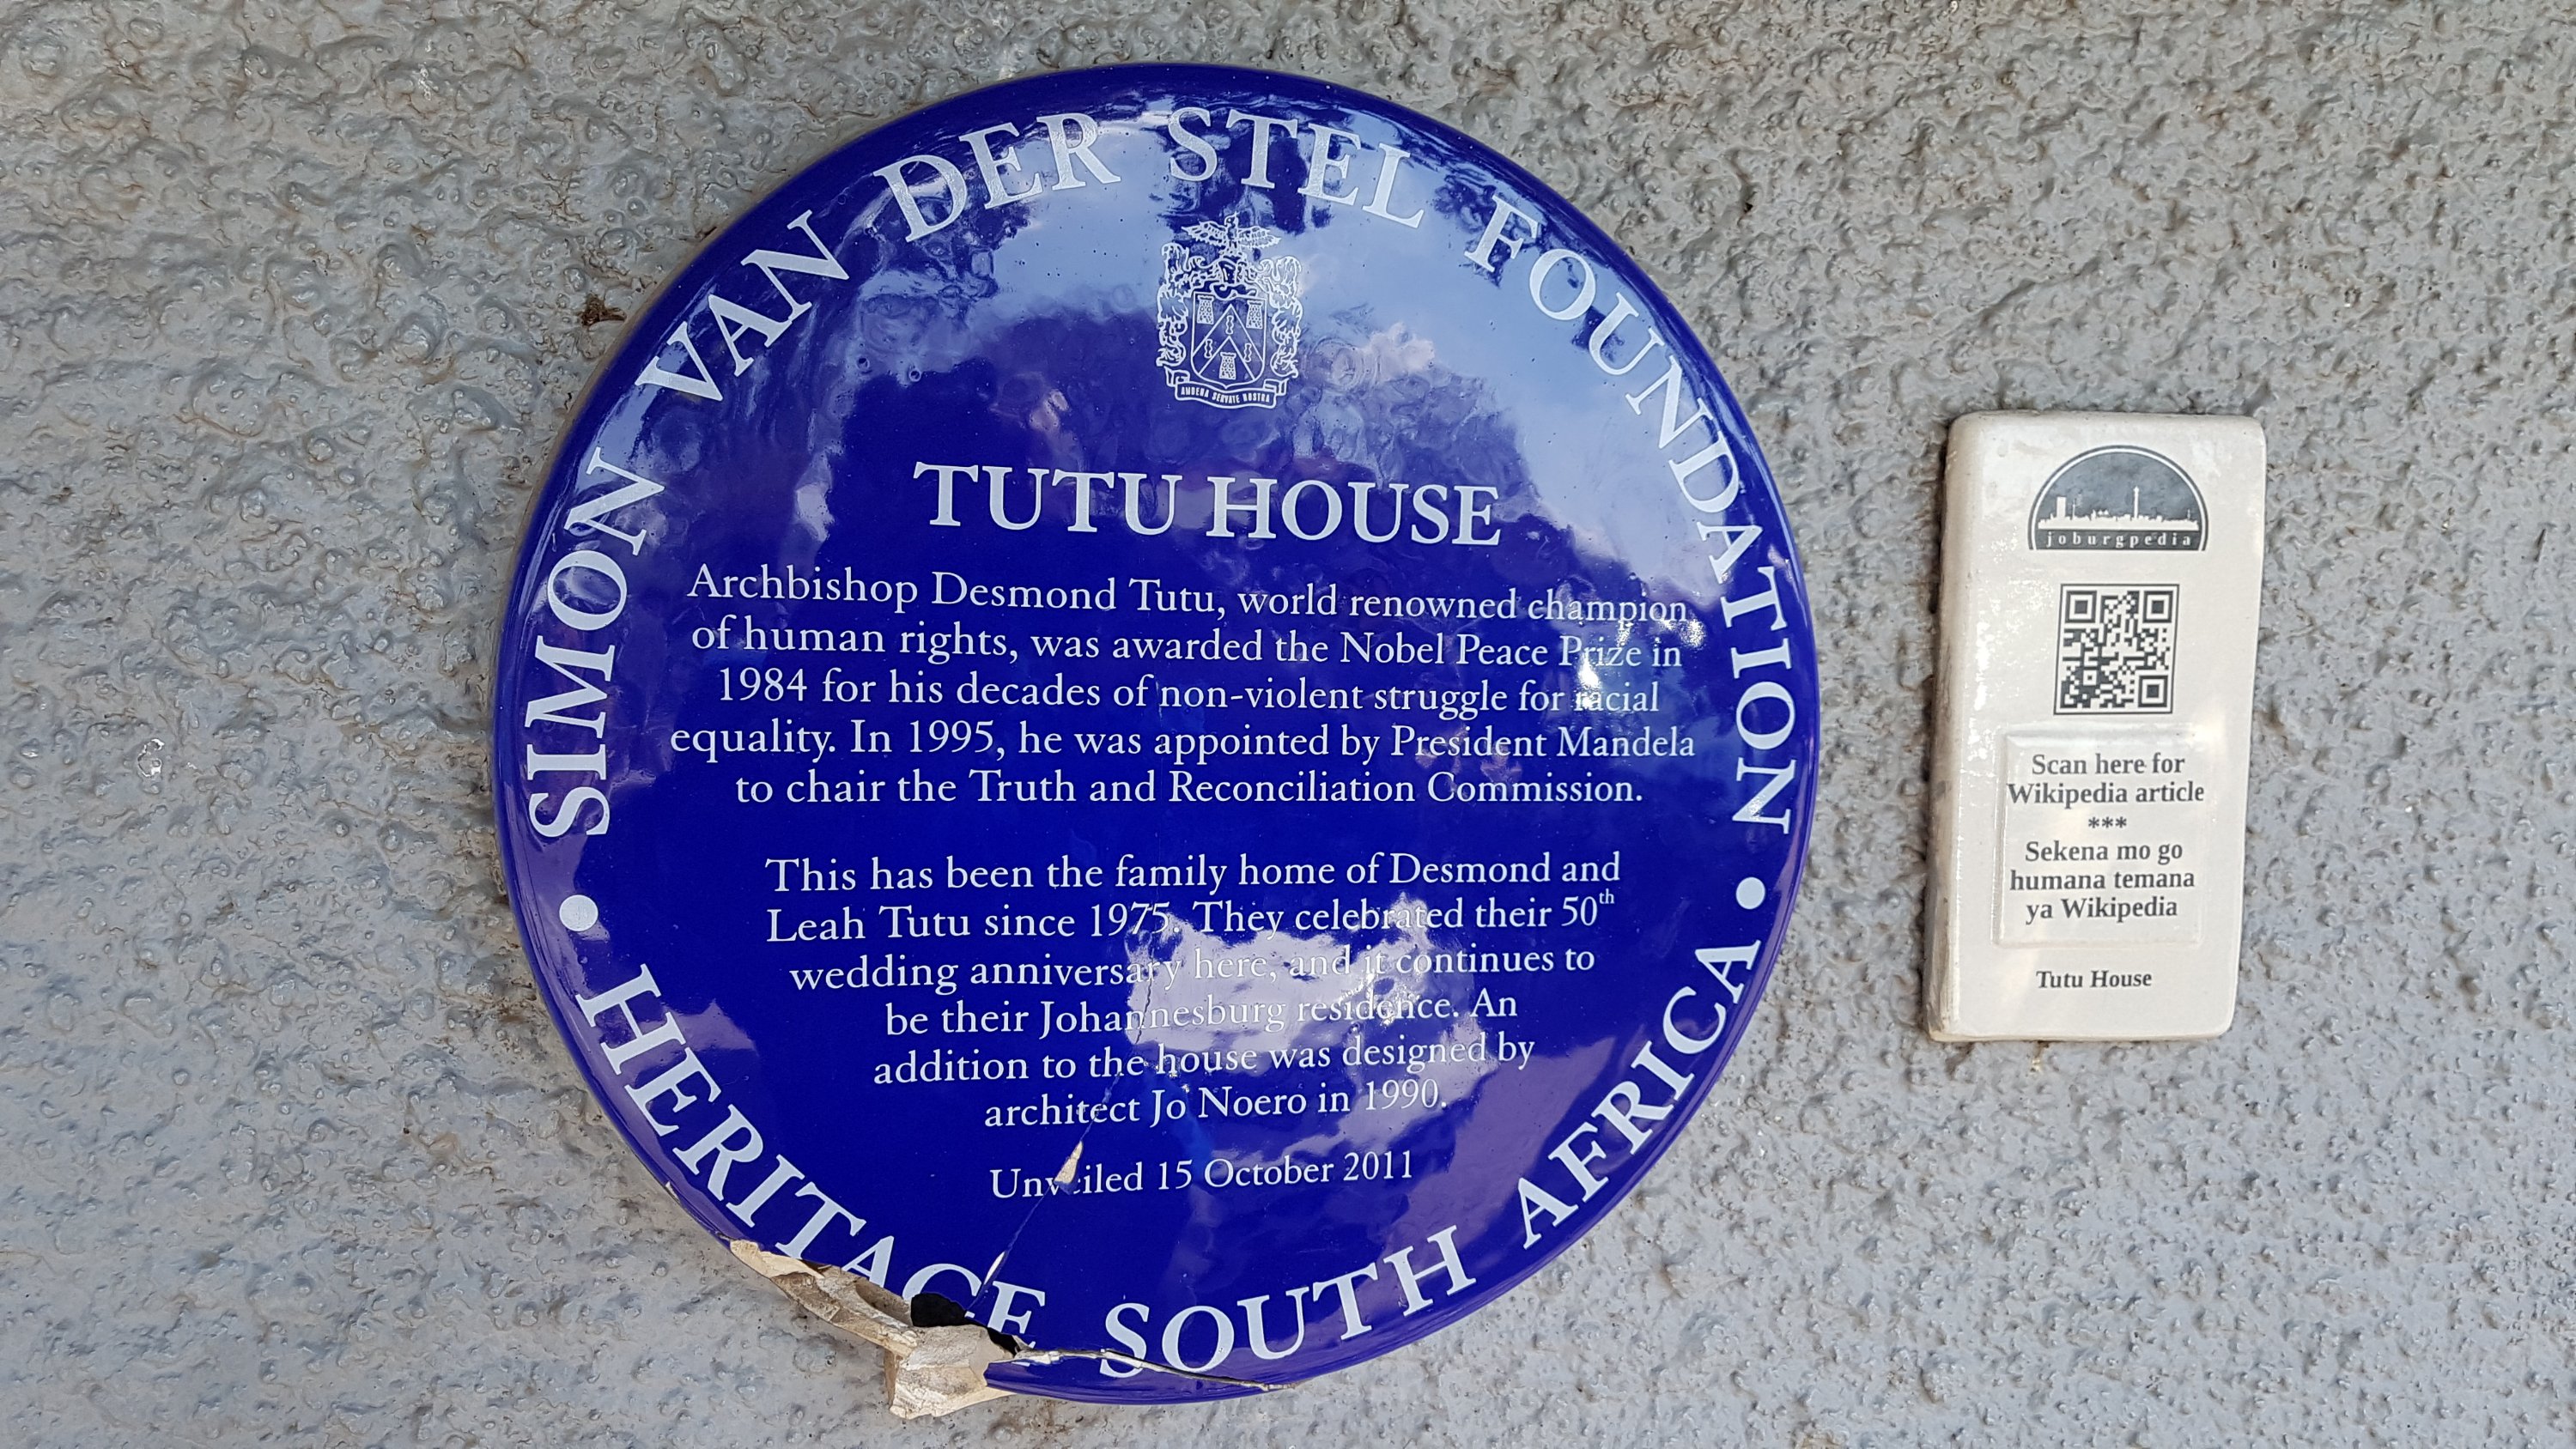 SIMON VAN DER STEL FOUNDATION
AMOENA SERVATE NOSTRA
TUTU HOUSE
Archbishop Desmond Tutu, world renowned champion
of human rights, was awarded the Nobel Peace Prize in
1984 for his decades of non-violent struggle for racial
equality. In 1995, he was appointed by President Mandela
to chair the Truth and Reconciliation Commission.
This has been the family home of Desmond and
Leah Tutu since 1975. They celebrated their 50th
wedding anniversary here, and it continues to
be their Johannesburg residence. An
addition to the house was designed by
architect Jo Noero in 1990.
Unveiled 15 October 2011
• HERITAGE SOUTH AFRICA •
joburgpedia
Scan here for
Wikipedia article
***
Sekena mo go
humana temana
ya Wikipedia
Tutu House